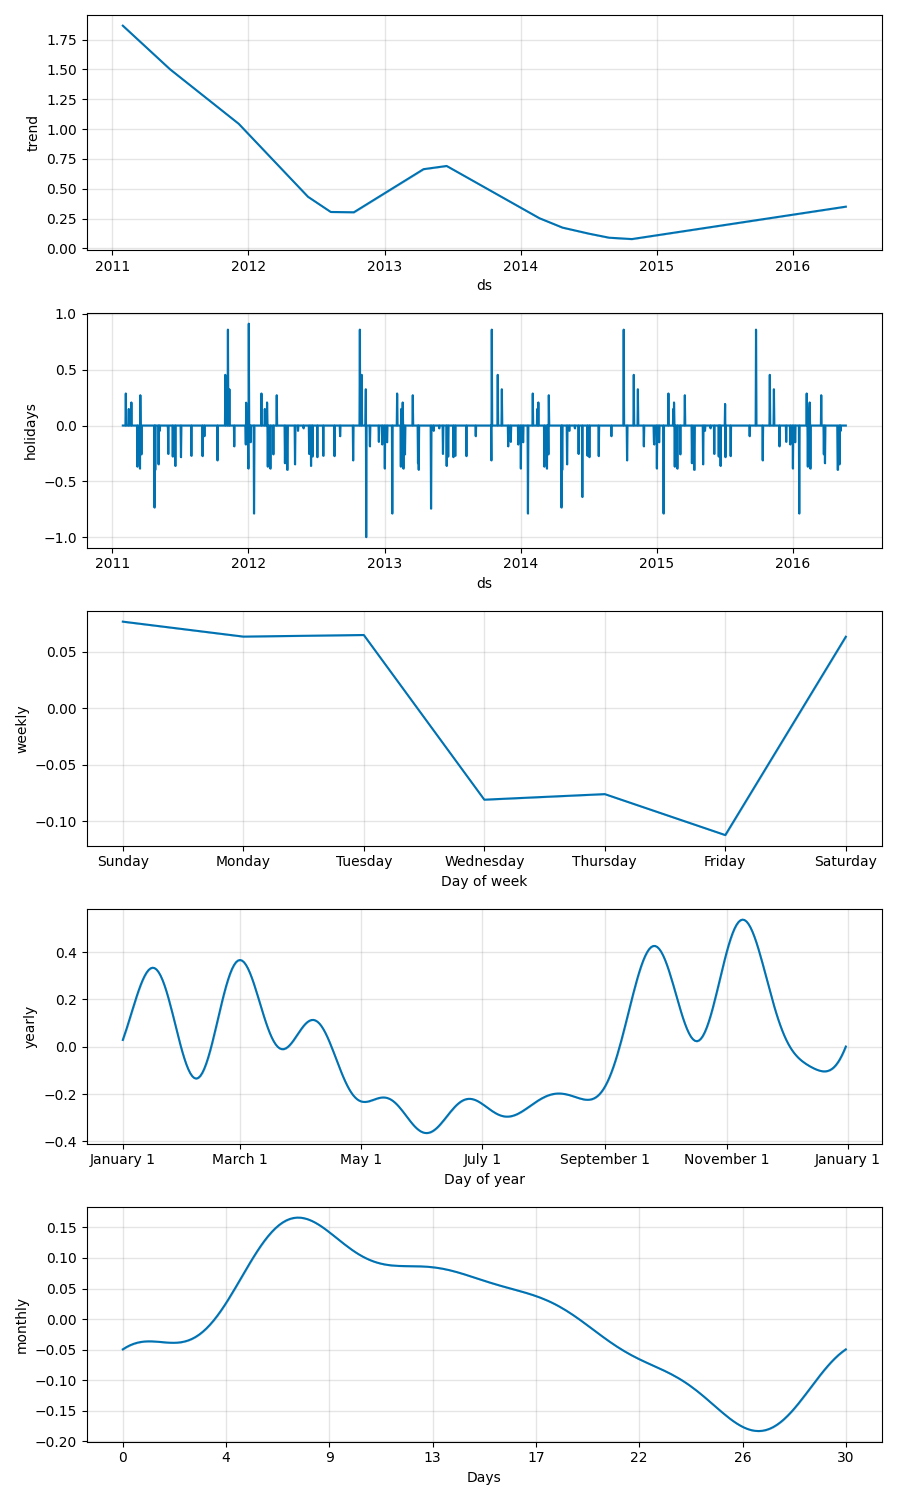 1.75
1.50
1.25
1.00
0.75
0.50
0.25
0.00
trend
2011 2012 2013 2014 2015 2016
ds
1.0
0.5
0.0
−0.5
−1.0
holidays
2011 2012 2013 2014 2015 2016
ds
0.05
0.00
−0.05
−0.10
weekly
Sunday Monday Tuesday Wednesday Thursday Friday Saturday
Day of week
0.4
0.2
0.0
−0.2
−0.4
yearly
January 1 March 1 May 1 July 1 September 1 November 1 January 1
Day of year
0.15
0.10
0.05
0.00
−0.05
−0.10
−0.15
−0.20
monthly
0 4 9 13 17 22 26 30
Days